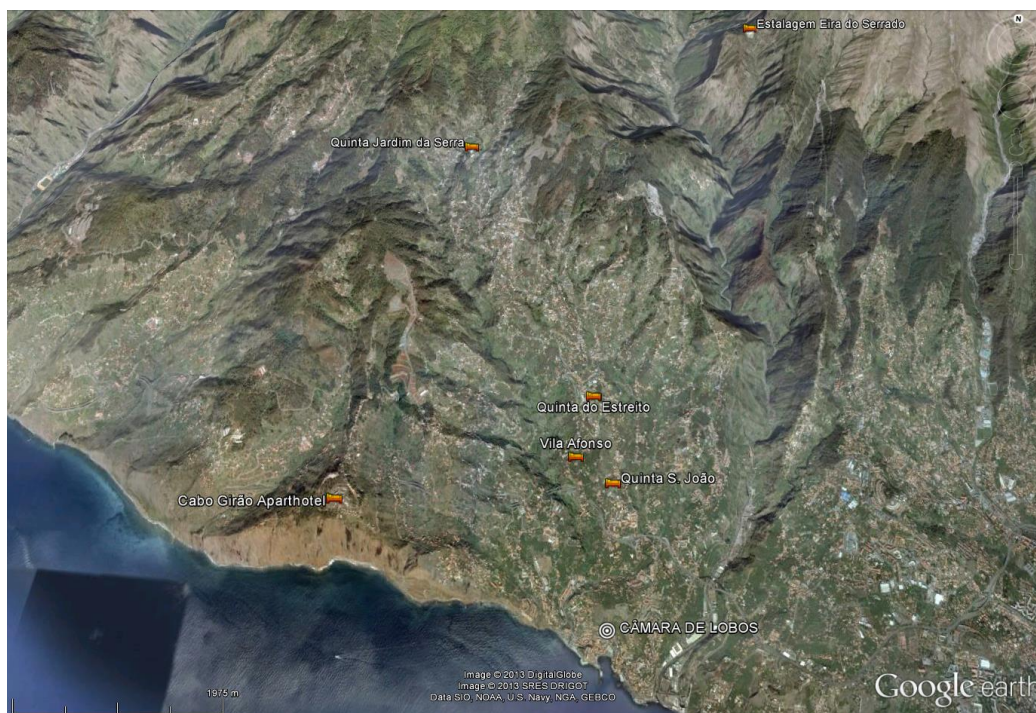 Estalagem Eira do Serrado
N
Quinta Jardim da Serra
Quinta do Estreito
Vila Afonso
Quinta S. João
Cabo Girão Aparthotel
CÂMARA DE LOBOS
1975 m
Image © 2013 DigitalGlobe
Image © 2013 SRES DRIGOT
Data SIO, NOAA, U.S. Navy, NGA, GEBCO
Google earth